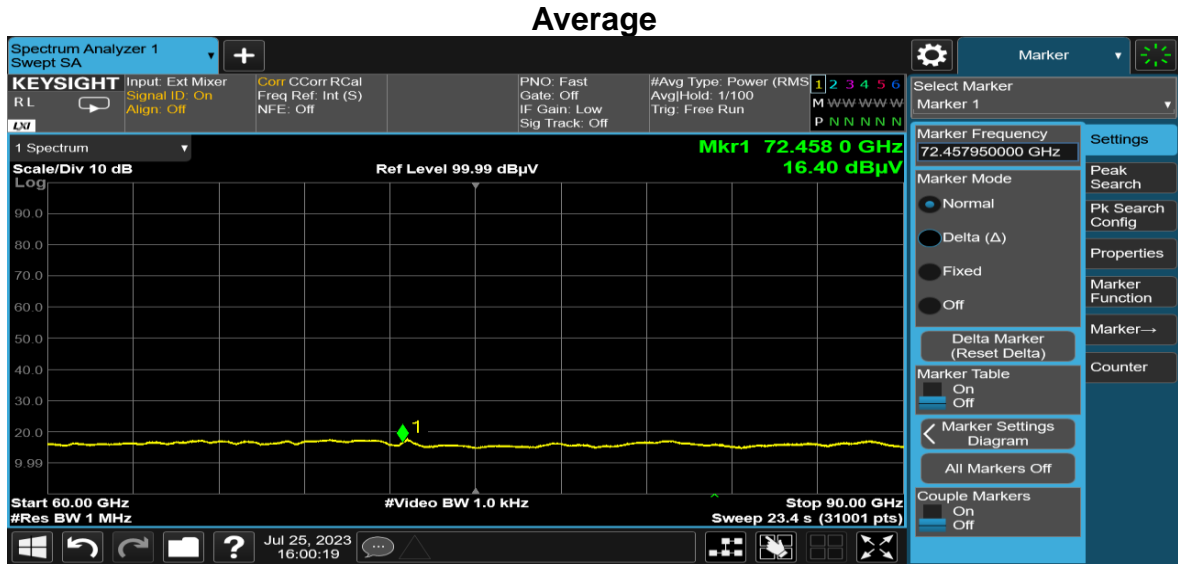 Average
Spectrum Analyzer 1
Swept SA
Marker
KEYSIGHT
RL
LXI
Input: Ext Mixer
Signal ID: On
Align: Off
Corr CCorr RCal
Freq Ref: Int (S)
NFE: Off
PNO: Fast
Gate: Off
IF Gain: Low
Sig Track: Off
#Avg Type: Power (RMS
Avg|Hold: 1/100
Trig: Free Run
1 2 3 4 5 6
M W W W W W
P N N N N N
Select Marker
Marker 1
1 Spectrum
Scale/Div 10 dB
Log
Ref Level 99.99 dBµV
Mkr1 72.458 0 GHz
16.40 dBµV
90.0
80.0
70.0
60.0
50.0
40.0
30.0
20.0
9.99
1
Start 60.00 GHz
#Res BW 1 MHz
#Video BW 1.0 kHz
Stop 90.00 GHz
Sweep 23.4 s (31001 pts)
Marker Frequency
72.457950000 GHz
Marker Mode
Normal
Delta (Δ)
Fixed
Off
Delta Marker
(Reset Delta)
Marker Table
On
Off
Marker Settings
Diagram
All Markers Off
Couple Markers
On
Off
Settings
Peak
Search
Pk Search
Config
Properties
Marker
Function
Marker→
Counter
?
Jul 25, 2023
16:00:19